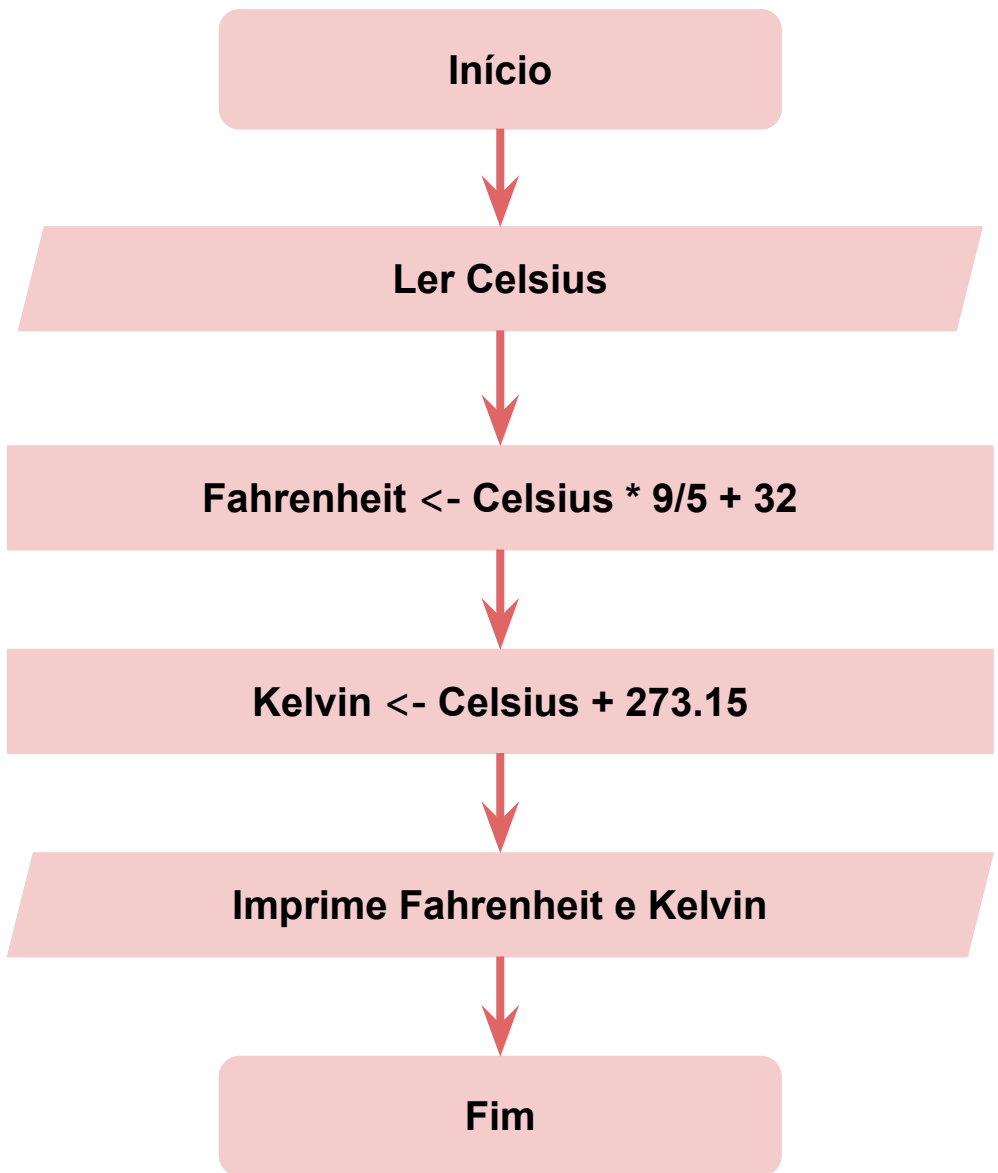 Início
Ler Celsius
Fahrenheit <- Celsius * 9/5 + 32
Kelvin <- Celsius + 273.15
Imprime Fahrenheit e Kelvin
Fim